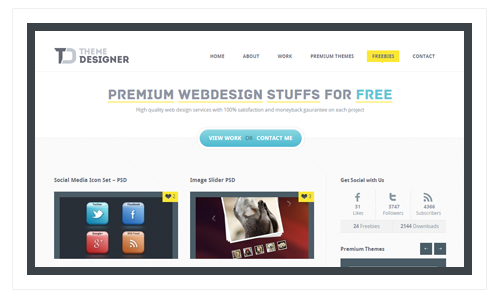 THEME
DESIGNER
HOME ABOUT WORK PREMIUM THEMES FREEBIES CONTACT
PREMIUM WEBDESIGN STUFFS FOR FREE
High quality web design services with 100% satisfaction and moneyback gaurantee on each project
VIEW WORK OR CONTACT ME
Social Media Icon Set – PSD
Image Slider PSD
Get Social with Us
2
2
Twitter
Facebook
31
3747
4366
Likes
Followers
Subscribers
24 Freebies
2144 Downloads
Premium Themes